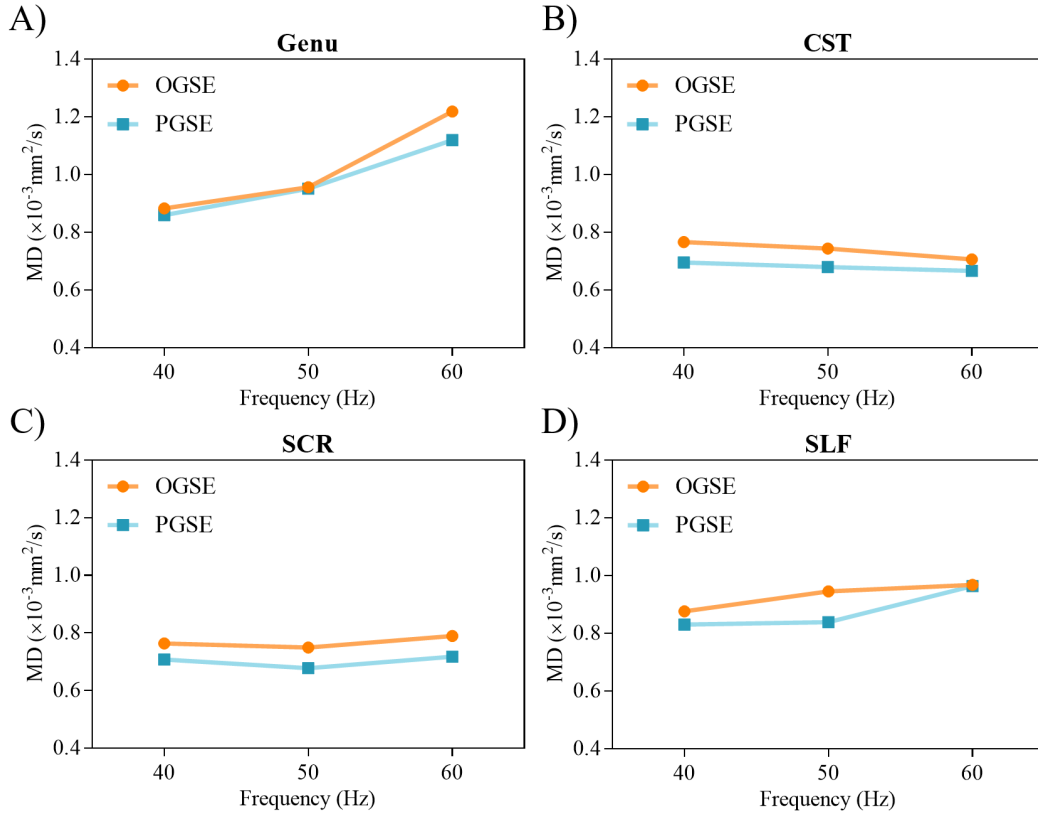 A)
Genu
OGSE
PGSE
MD (×10⁻³mm²/s)
1.4
1.2
1.0
0.8
0.6
0.4
40 50 60
Frequency (Hz)
B)
CST
OGSE
PGSE
MD (×10⁻³mm²/s)
1.4
1.2
1.0
0.8
0.6
0.4
40 50 60
Frequency (Hz)
C)
SCR
OGSE
PGSE
MD (×10⁻³mm²/s)
1.4
1.2
1.0
0.8
0.6
0.4
40 50 60
Frequency (Hz)
D)
SLF
OGSE
PGSE
MD (×10⁻³mm²/s)
1.4
1.2
1.0
0.8
0.6
0.4
40 50 60
Frequency (Hz)